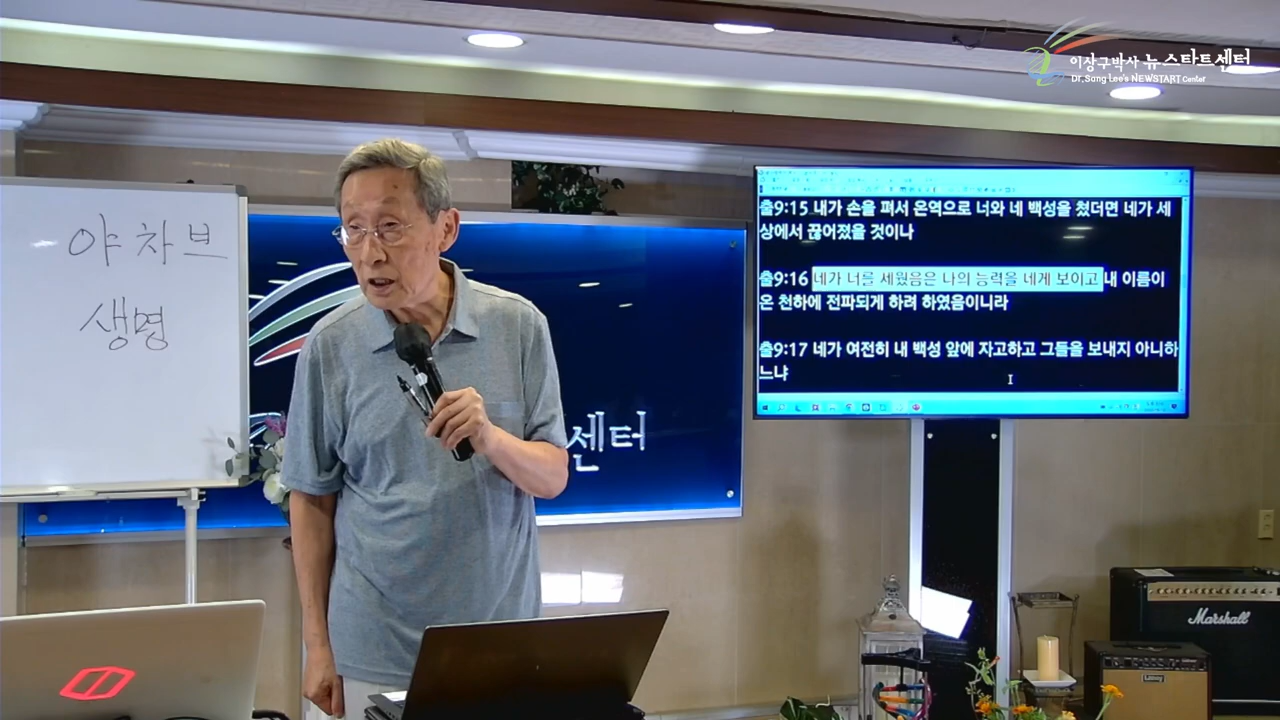 이상구박사 뉴스타트센터
Dr. Sang Lee's NEWSTART Center
야차브
생명
센터
출9:15 내가 손을 펴서 온역으로 너와 네 백성을 쳤더면 네가 세
상에서 끊어졌을 것이나
출9:16 네가 너를 세웠음은 나의 능력을 네게 보이고 내 이름이
온 천하에 전파되게 하려 하였음이니라
출9:17 네가 여전히 내 백성 앞에 자고하고 그들을 보내지 아니하
느냐
Marshall
Laney